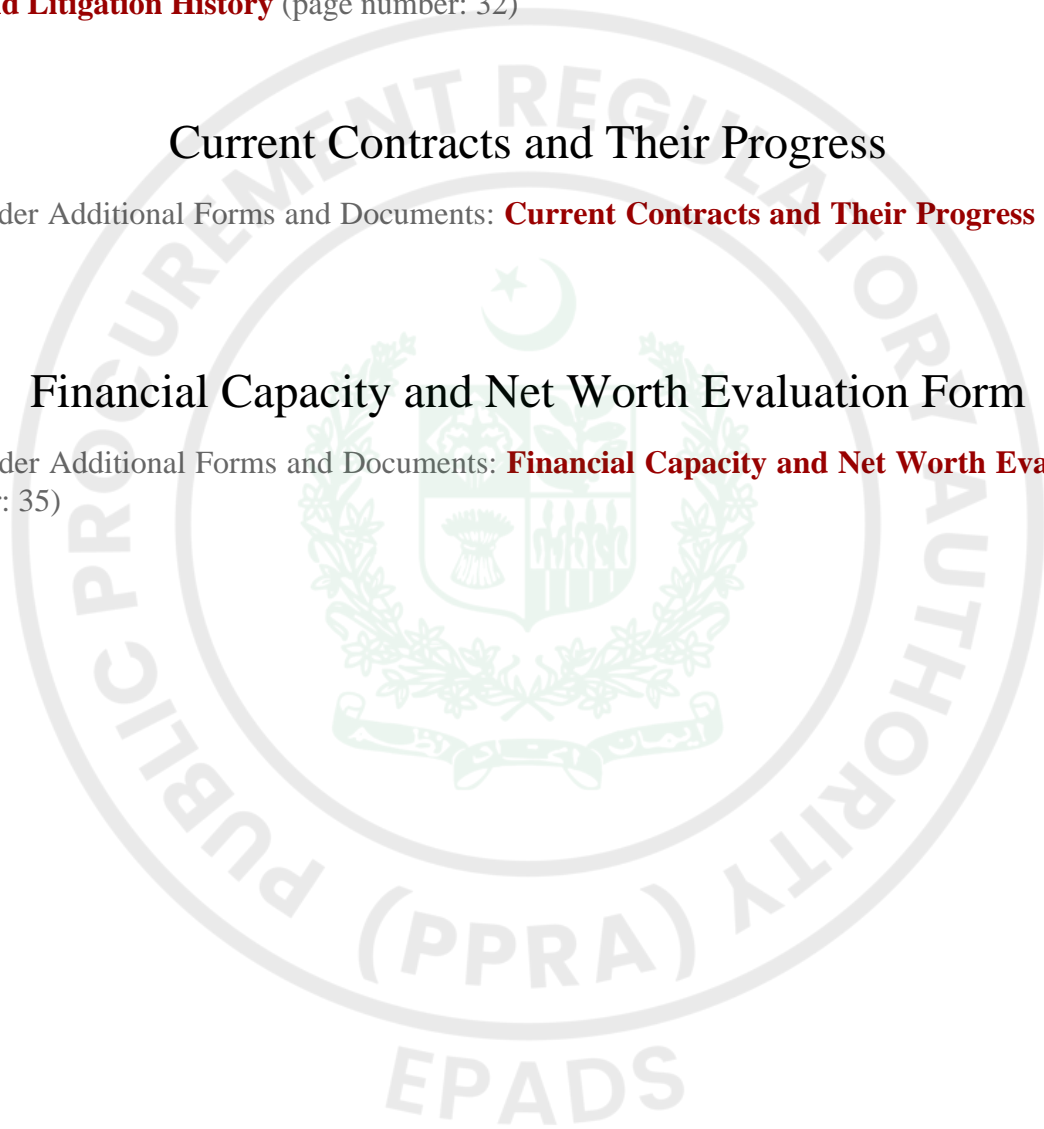 d Litigation History (page number: 32)
Current Contracts and Their Progress
der Additional Forms and Documents: Current Contracts and Their Progress
Financial Capacity and Net Worth Evaluation Form
der Additional Forms and Documents: Financial Capacity and Net Worth Eva
: 35)
PUBLIC PROCUREMENT REGULATORY AUTHORITY
(PPRA)
EPADS